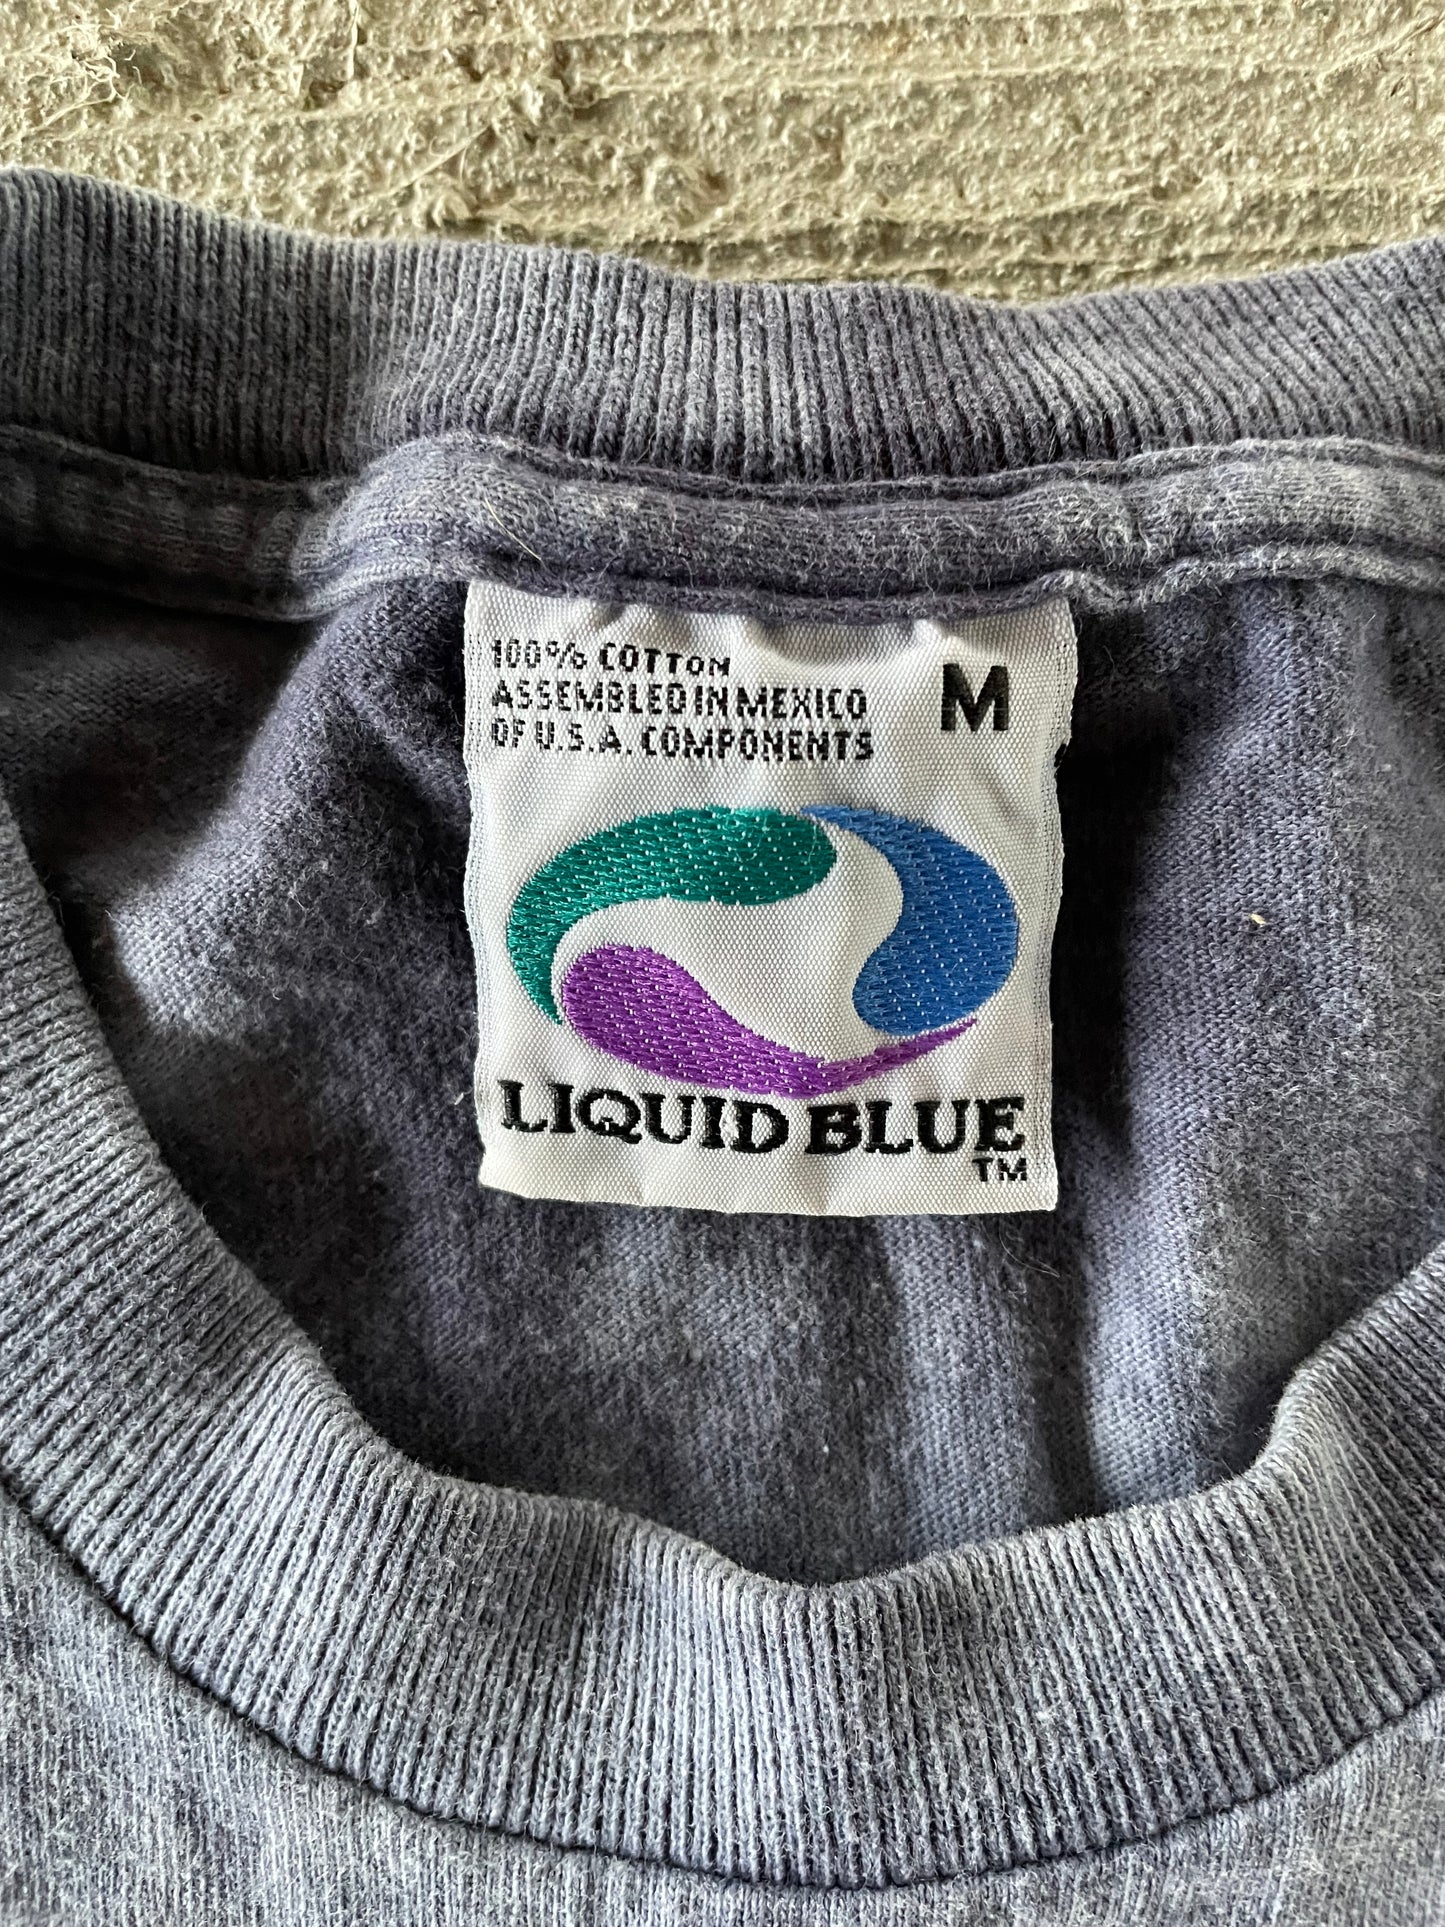 100% COTTON
ASSEMBLED IN MEXICO
OF U.S.A. COMPONENTS
M
LIQUID BLUE
TM